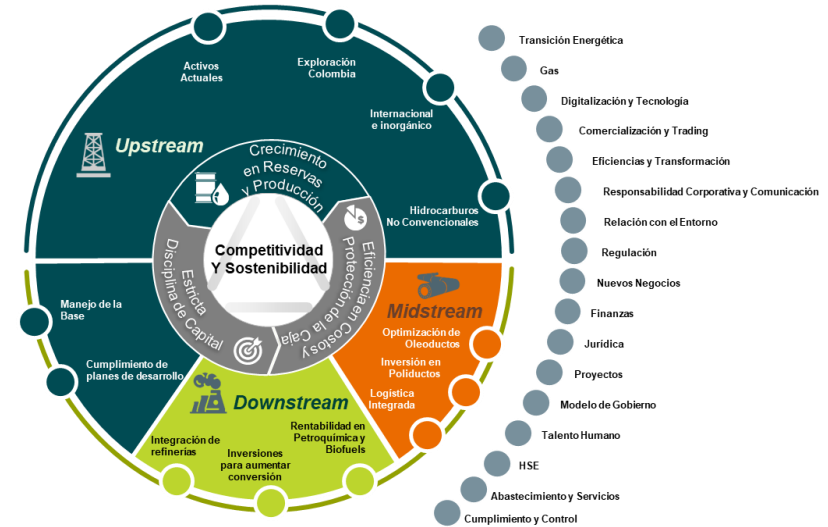 Activos
Actuales
Exploración
Colombia
Internacional
e inorgánico
Hidrocarburos
No Convencionales
Upstream
Crecimiento
en Reservas
y Producción
Eficiencia en Costos y
Protección de la Caja
Estricta
Disciplina de Capital
Competitividad
Y Sostenibilidad
Manejo de la
Base
Cumplimiento de
planes de desarrollo
Midstream
Optimización de
Oleoductos
Inversión en
Poliductos
Logística
Integrada
Downstream
Integración de
refinerias
Inversiones
para aumentar
conversión
Rentabilidad en
Petroquímica y
Biofuels
Transición Energética
Gas
Digitalización y Tecnología
Comercialización y Trading
Eficiencias y Transformación
Responsabilidad Corporativa y Comunicación
Relación con el Entorno
Regulación
Nuevos Negocios
Finanzas
Jurídica
Proyectos
Modelo de Gobierno
Talento Humano
HSE
Abastecimiento y Servicios
Cumplimiento y Control